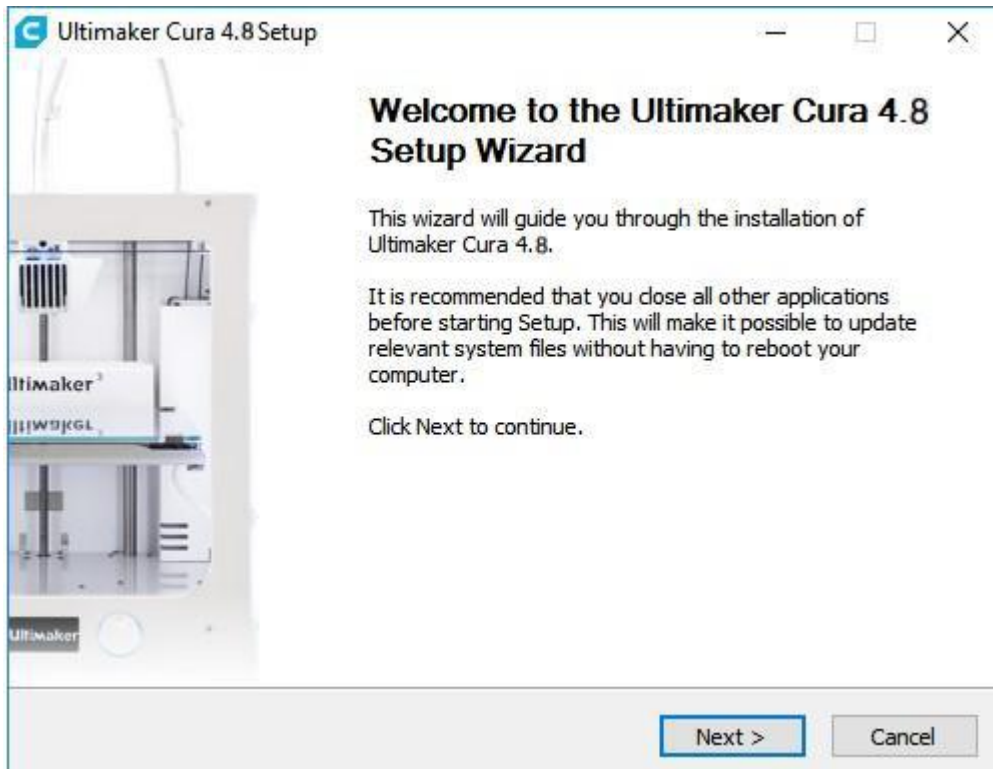 Ultimaker Cura 4.8 Setup
Welcome to the Ultimaker Cura 4.8
Setup Wizard
This wizard will guide you through the installation of
Ultimaker Cura 4.8.
It is recommended that you close all other applications
before starting Setup. This will make it possible to update
relevant system files without having to reboot your
computer.
ltimaker³
Click Next to continue.
Ultimaker
Next >
Cancel